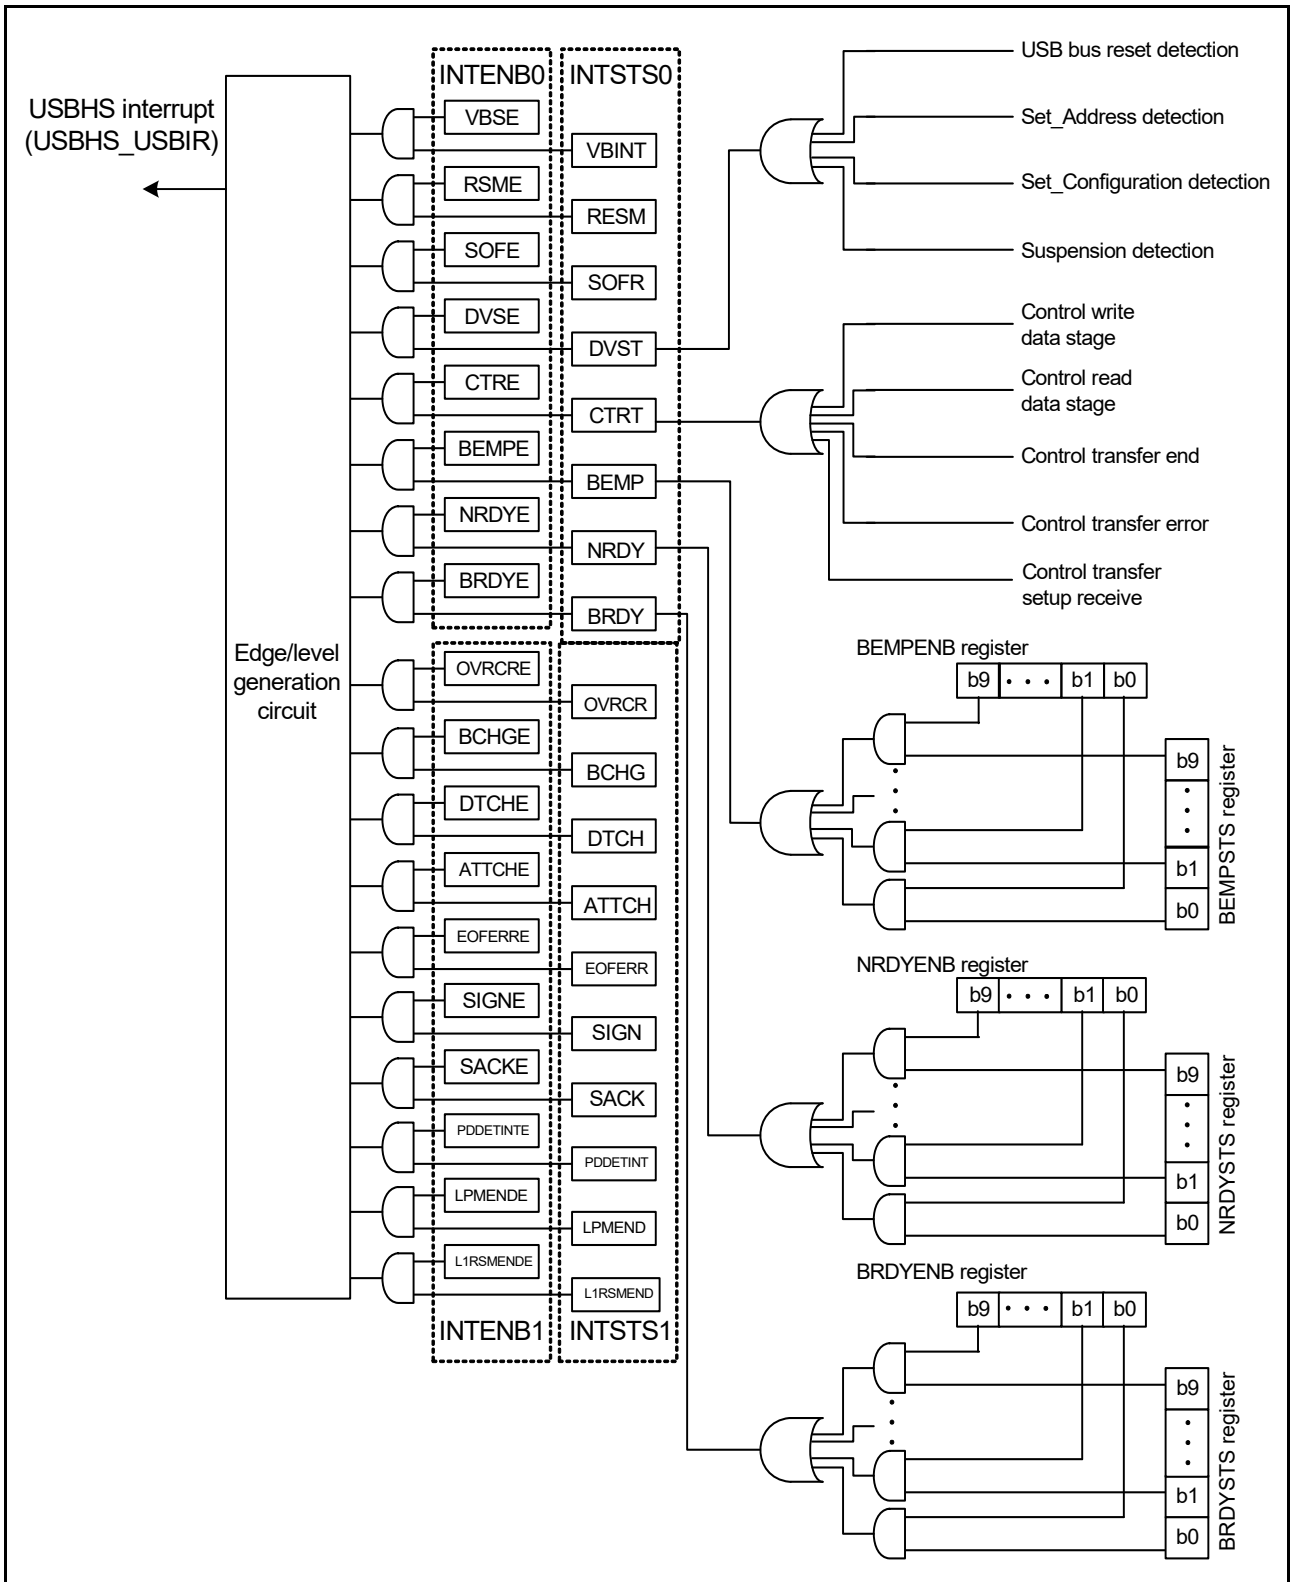 USBHS interrupt
(USBHS_USBIR)
Edge/level
generation
circuit
INTENB0
VBSE
RSME
SOFE
DVSE
CTRE
BEMPE
NRDYE
BRDYE
OVRCRE
BCHGE
DTCHE
ATTCHE
EOFERRE
SIGNE
SACKE
PDDETINTE
LPMENDE
L1RSMENDE
INTENB1
INTSTS0
VBINT
RESM
SOFR
DVST
CTRT
BEMP
NRDY
BRDY
OVRCR
BCHG
DTCH
ATTCH
EOFERR
SIGN
SACK
PDDETINT
LPMEND
L1RSMEND
INTSTS1
USB bus reset detection
Set_Address detection
Set_Configuration detection
Suspension detection
Control write
data stage
Control read
data stage
Control transfer end
Control transfer error
Control transfer
setup receive
BEMPENB register
b9 • • • b1 b0
b9
b1
b0
BEMPSTS register
NRDYENB register
b9 • • • b1 b0
b9
b1
b0
NRDYSTS register
BRDYENB register
b9 • • • b1 b0
b9
b1
b0
BRDYSTS register